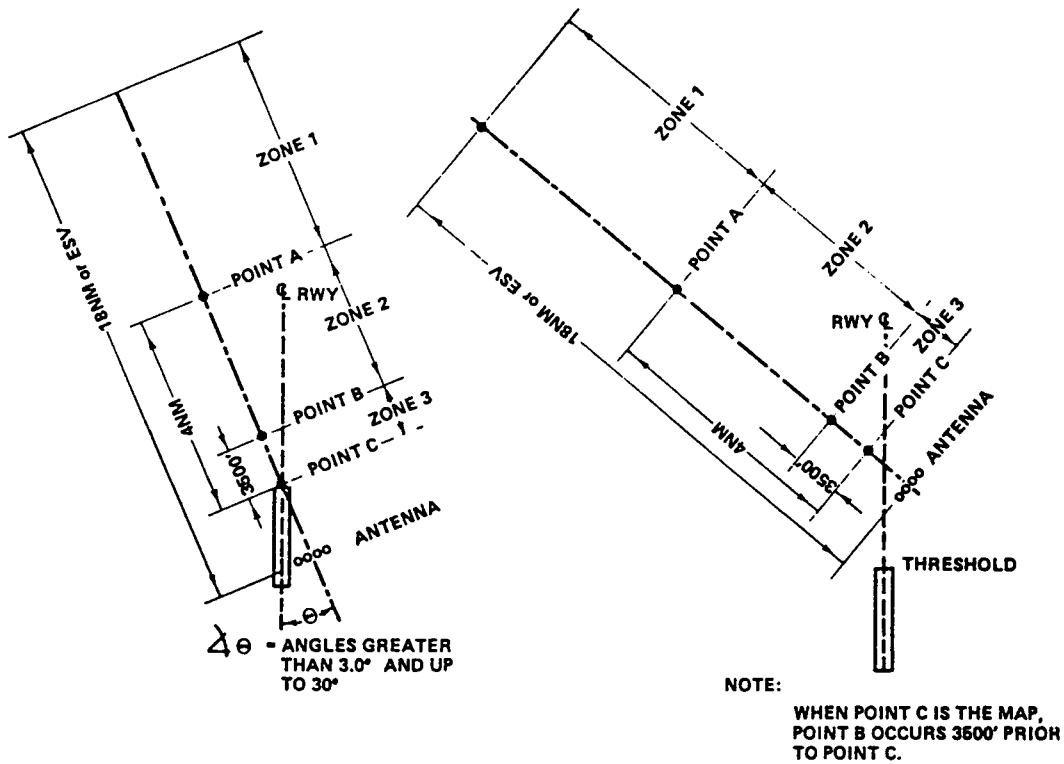 ZONE 1
18NM or ESV
POINT A
℄ RWY
ZONE 2
4NM
POINT B
ZONE 3
3500'
POINT C
ANTENNA
θ
∠θ = ANGLES GREATER
THAN 3.0° AND UP
TO 30°
ZONE 1
POINT A
ZONE 2
18NM or ESV
RWY ℄
ZONE 3
POINT B
POINT C
4NM
3500'
ANTENNA
THRESHOLD
NOTE:
WHEN POINT C IS THE MAP,
POINT B OCCURS 3500' PRIOR
TO POINT C.